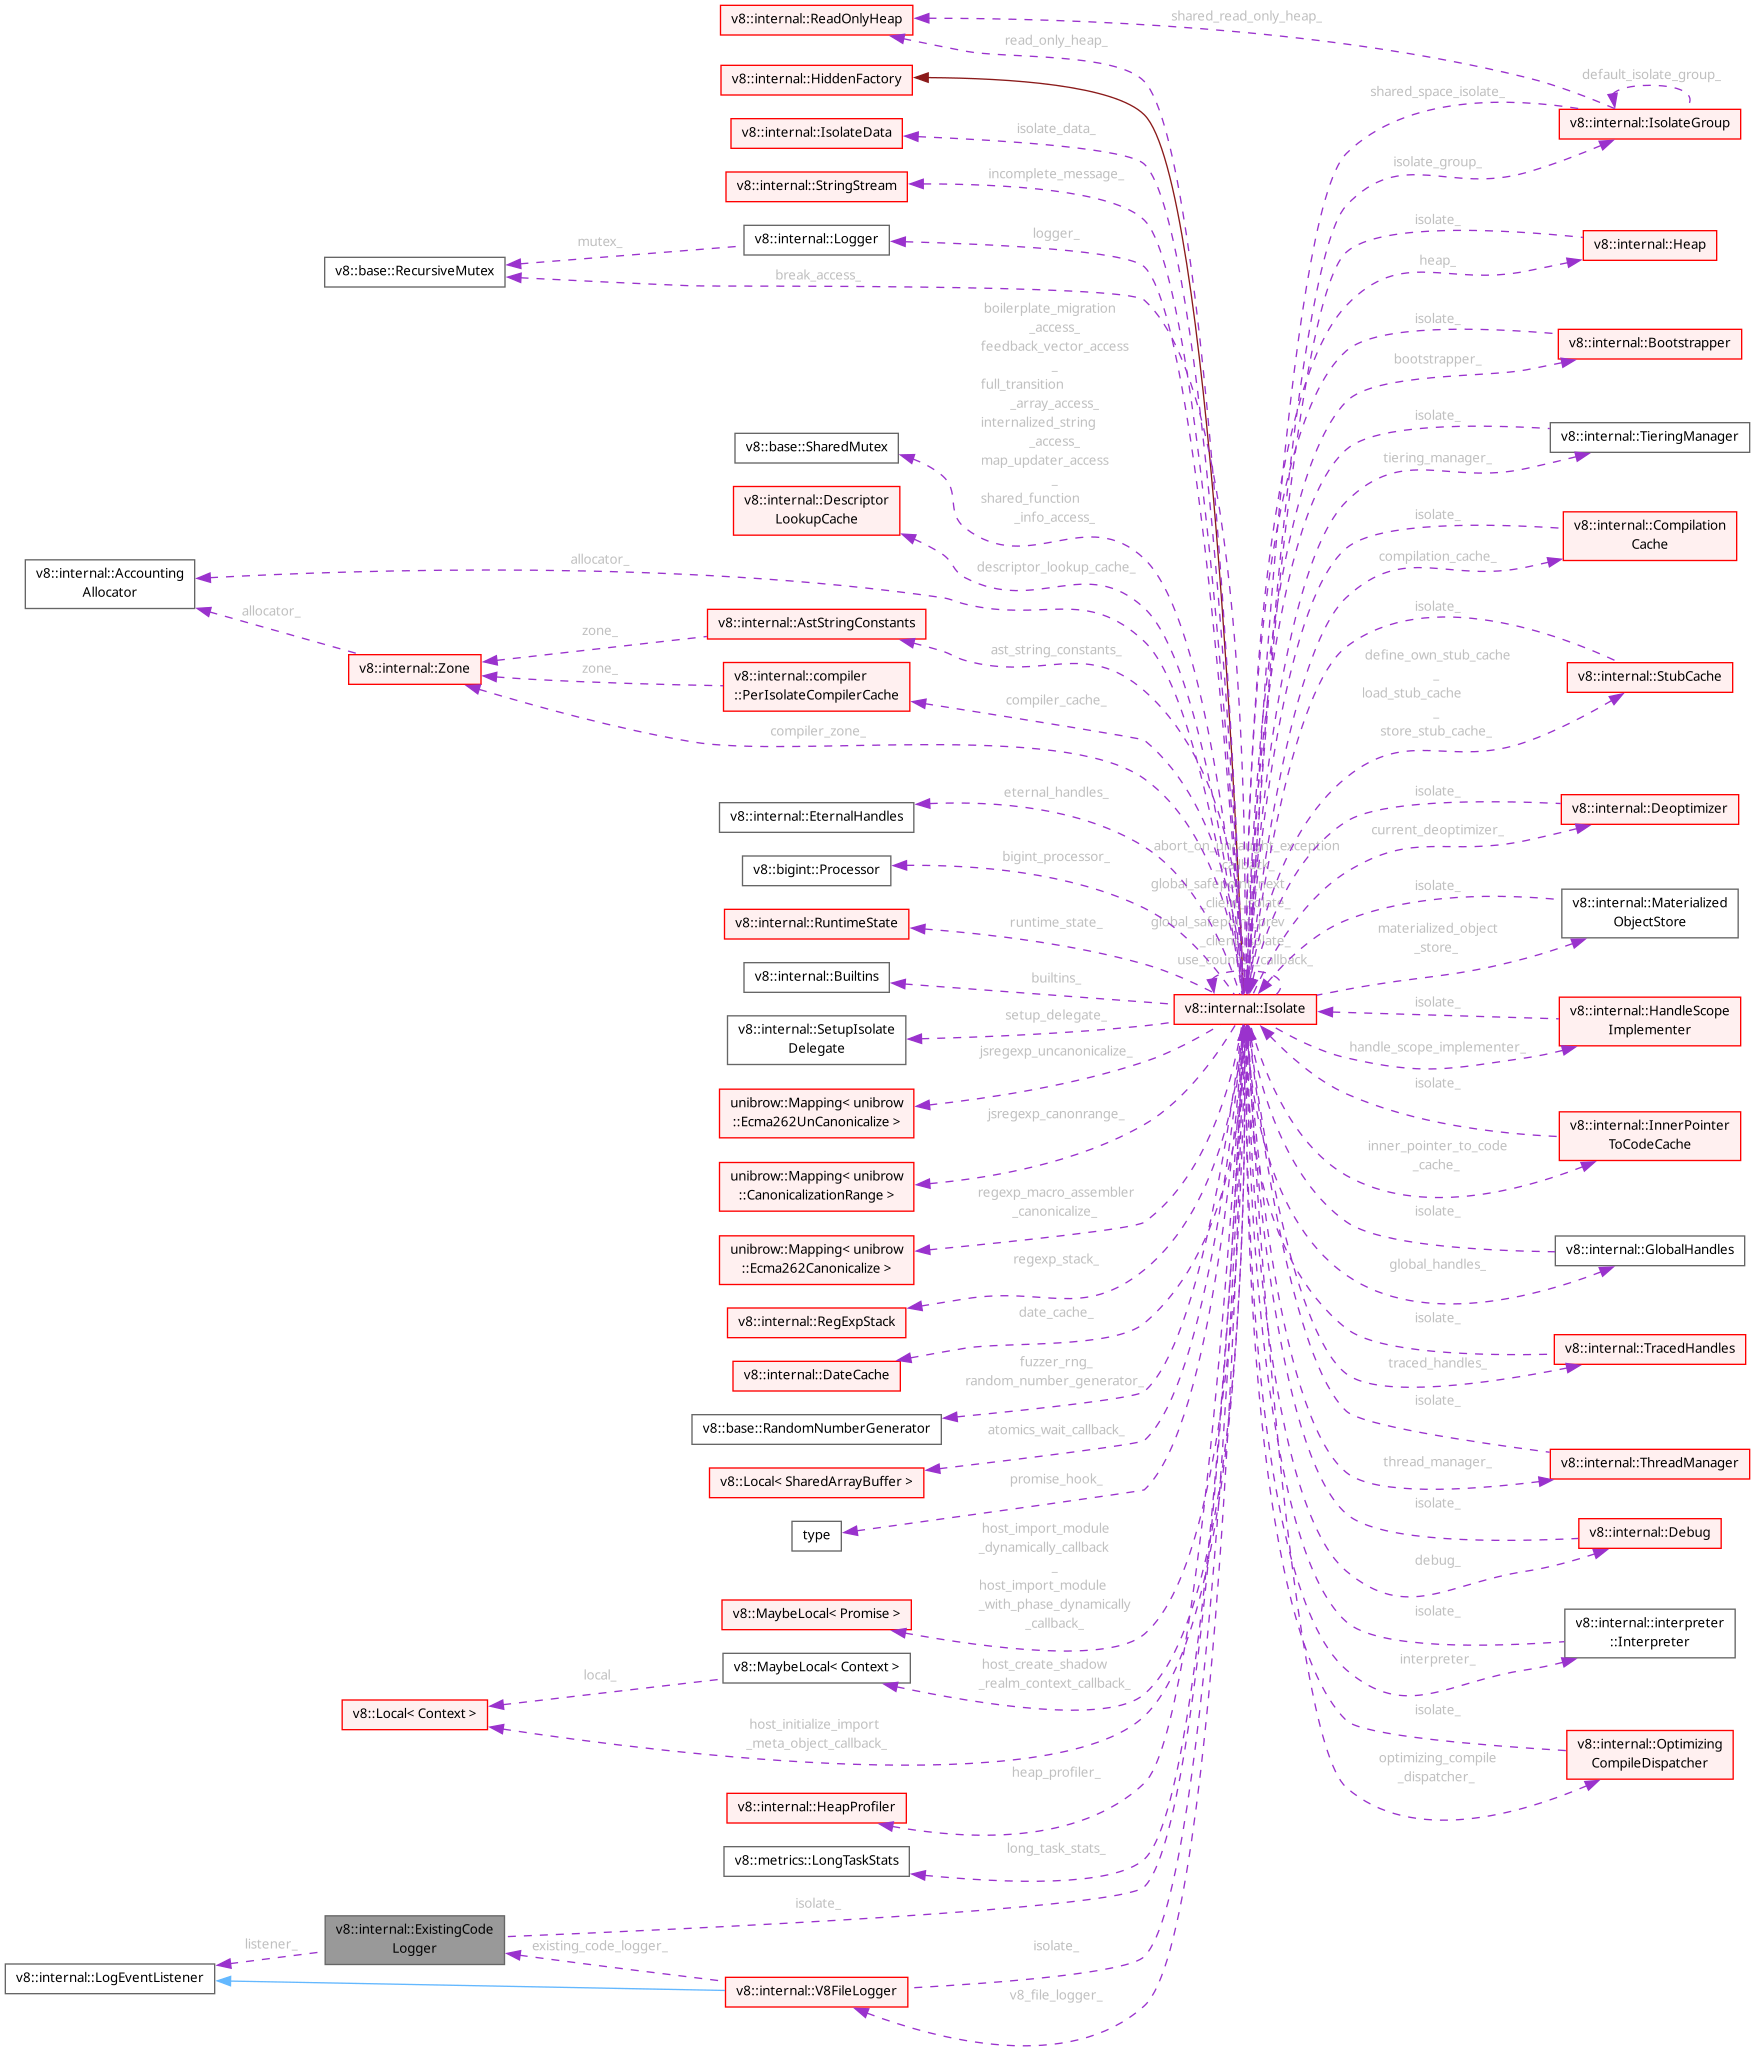 v8::internal::ReadOnlyHeap
shared_read_only_heap_
read_only_heap_
v8::internal::HiddenFactory
default_isolate_group_
shared_space_isolate_
v8::internal::IsolateGroup
v8::internal::IsolateData
isolate_data_
isolate_group_
v8::internal::StringStream
incomplete_message_
v8::internal::Logger
logger_
mutex_
v8::base::RecursiveMutex
break_access_
isolate_
v8::internal::Heap
heap_
boilerplate_migration
_access_
feedback_vector_access
_
full_transition
_array_access_
internalized_string
_access_
map_updater_access
_
shared_function
_info_access_
isolate_
v8::internal::Bootstrapper
bootstrapper_
v8::base::SharedMutex
isolate_
v8::internal::TieringManager
tiering_manager_
v8::internal::Descriptor
LookupCache
descriptor_lookup_cache_
isolate_
v8::internal::Compilation
Cache
compilation_cache_
v8::internal::Accounting
Allocator
allocator_
allocator_
v8::internal::AstStringConstants
zone_
ast_string_constants_
v8::internal::Zone
zone_
v8::internal::compiler
::PerIsolateCompilerCache
compiler_cache_
compiler_zone_
isolate_
define_own_stub_cache
_
load_stub_cache
_
store_stub_cache_
v8::internal::StubCache
v8::internal::EternalHandles
eternal_handles_
isolate_
v8::internal::Deoptimizer
current_deoptimizer_
v8::bigint::Processor
bigint_processor_
abort_on_uncaught_exception
_callback_
global_safepoint_next
_client_isolate_
global_safepoint_prev
_client_isolate_
use_counter_callback_
isolate_
v8::internal::Materialized
ObjectStore
materialized_object
_store_
v8::internal::RuntimeState
runtime_state_
v8::internal::Builtins
builtins_
v8::internal::Isolate
v8::internal::SetupIsolate
Delegate
setup_delegate_
isolate_
v8::internal::HandleScope
Implementer
handle_scope_implementer_
jsregexp_uncanonicalize_
unibrow::Mapping< unibrow
::Ecma262UnCanonicalize >
isolate_
v8::internal::InnerPointer
ToCodeCache
inner_pointer_to_code
_cache_
jsregexp_canonrange_
unibrow::Mapping< unibrow
::CanonicalizationRange >
regexp_macro_assembler
_canonicalize_
unibrow::Mapping< unibrow
::Ecma262Canonicalize >
isolate_
v8::internal::GlobalHandles
global_handles_
regexp_stack_
v8::internal::RegExpStack
date_cache_
v8::internal::DateCache
isolate_
v8::internal::TracedHandles
traced_handles_
fuzzer_rng_
random_number_generator_
v8::base::RandomNumberGenerator
isolate_
v8::internal::ThreadManager
thread_manager_
atomics_wait_callback_
v8::Local< SharedArrayBuffer >
promise_hook_
type
isolate_
v8::internal::Debug
debug_
host_import_module
_dynamically_callback
_
host_import_module
_with_phase_dynamically
_callback_
v8::MaybeLocal< Promise >
isolate_
v8::internal::interpreter
::Interpreter
interpreter_
v8::MaybeLocal< Context >
host_create_shadow
_realm_context_callback_
local_
v8::Local< Context >
host_initialize_import
_meta_object_callback_
isolate_
v8::internal::Optimizing
CompileDispatcher
optimizing_compile
_dispatcher_
heap_profiler_
v8::internal::HeapProfiler
long_task_stats_
v8::metrics::LongTaskStats
isolate_
v8::internal::ExistingCode
Logger
listener_
existing_code_logger_
v8::internal::LogEventListener
isolate_
v8::internal::V8FileLogger
v8_file_logger_